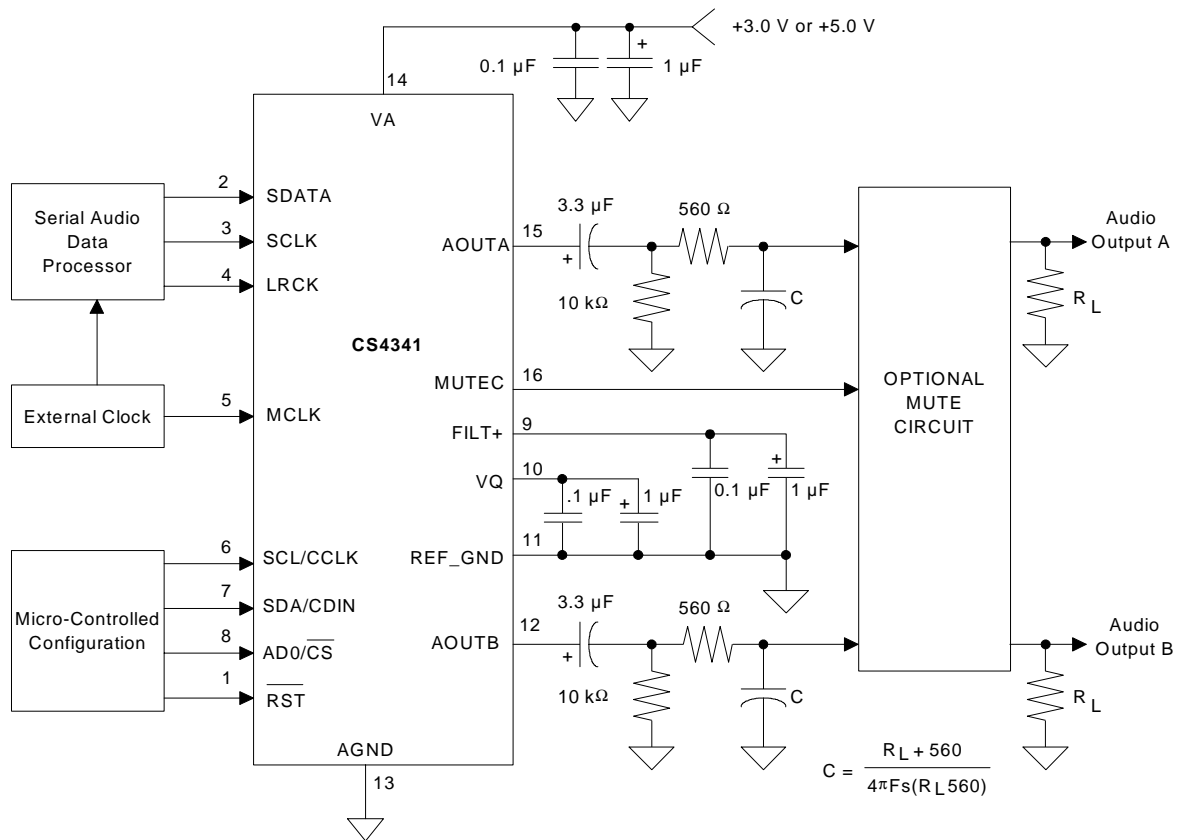 +3.0 V or +5.0 V
0.1 µF
+
1 µF
14
VA
Serial Audio
Data
Processor
2
SDATA
3
SCLK
4
LRCK
CS4341
External Clock
5
MCLK
Micro-Controlled
Configuration
6
SCL/CCLK
7
SDA/CDIN
8
AD0/C̅S̅
1
R̅S̅T̅
AGND
13
AOUTA
15
3.3 µF
+
10 kΩ
560 Ω
C
MUTEC
16
FILT+
9
0.1 µF
+
1 µF
VQ
10
.1 µF
+
1 µF
REF_GND
11
AOUTB
12
3.3 µF
+
10 kΩ
560 Ω
C
OPTIONAL
MUTE
CIRCUIT
Audio
Output A
R L
Audio
Output B
R L
C = R L + 560
4πFs(R L 560)